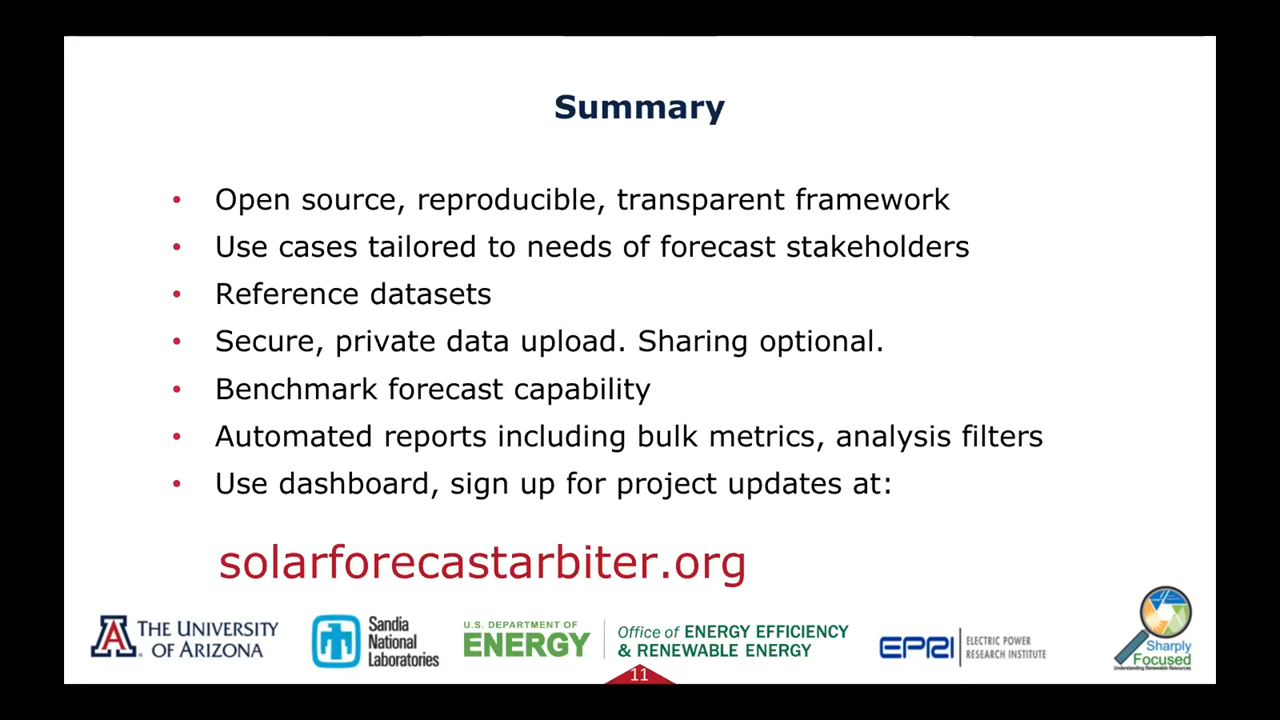 Summary
• Open source, reproducible, transparent framework
• Use cases tailored to needs of forecast stakeholders
• Reference datasets
• Secure, private data upload. Sharing optional.
• Benchmark forecast capability
• Automated reports including bulk metrics, analysis filters
• Use dashboard, sign up for project updates at:
solarforecastarbiter.org
A THE UNIVERSITY
OF ARIZONA
Sandia
National
Laboratories
U.S. DEPARTMENT OF
ENERGY
Office of ENERGY EFFICIENCY
& RENEWABLE ENERGY
EPRI
ELECTRIC POWER
RESEARCH INSTITUTE
Sharply
Focused
Understanding Renewable Resources
11